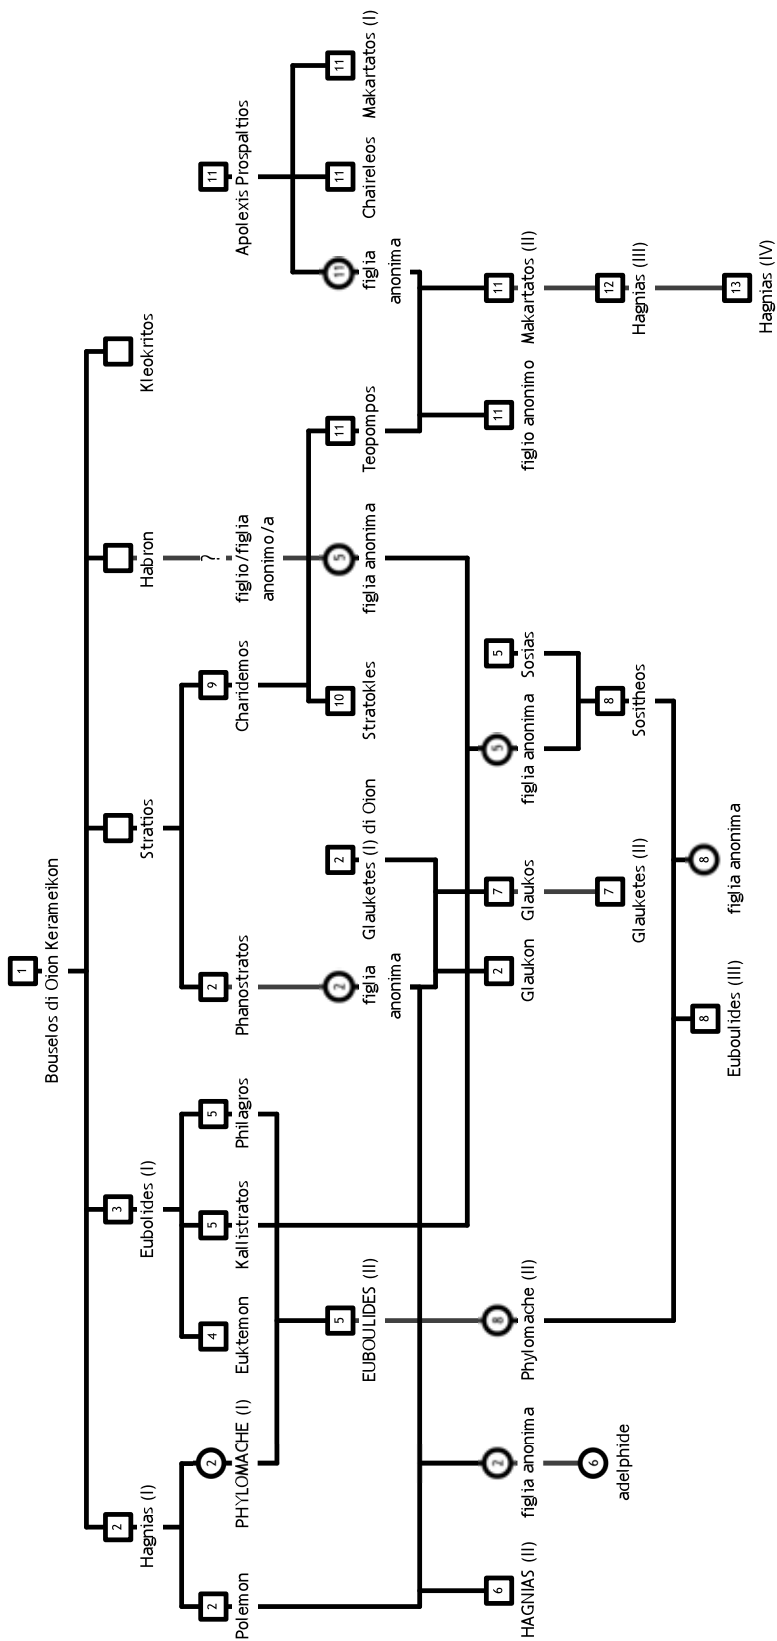 1
Bouselos di Oion Kerameikon
2
Hagnias (I)
3
Eubolides (I)
Stratios
Habron
Kleokritos
2
Polemon
2
PHYLOMACHE (I)
4
Euktemon
5
Kallistratos
5
Philagros
2
Phanostratos
9
Charidemos
?
figlio/figlia
anonimo/a
11
Apolexis Prospaltios
5
EUBOULIDES (II)
2
figlia
anonima
2
Glauketes (I) di Oion
10
Stratokles
5
figlia anonima
11
Teopompos
11
figlia
anonima
11
Chaireleos
11
Makartatos (I)
6
HAGNIAS (II)
2
figlia anonima
8
Phylomache (II)
2
Glaukon
7
Glaukos
5
figlia anonima
5
Sosias
11
figlio anonimo
11
Makartatos (II)
6
adelphide
7
Glauketes (II)
8
Sositheos
12
Hagnias (III)
8
Euboulides (III)
8
figlia anonima
13
Hagnias (IV)